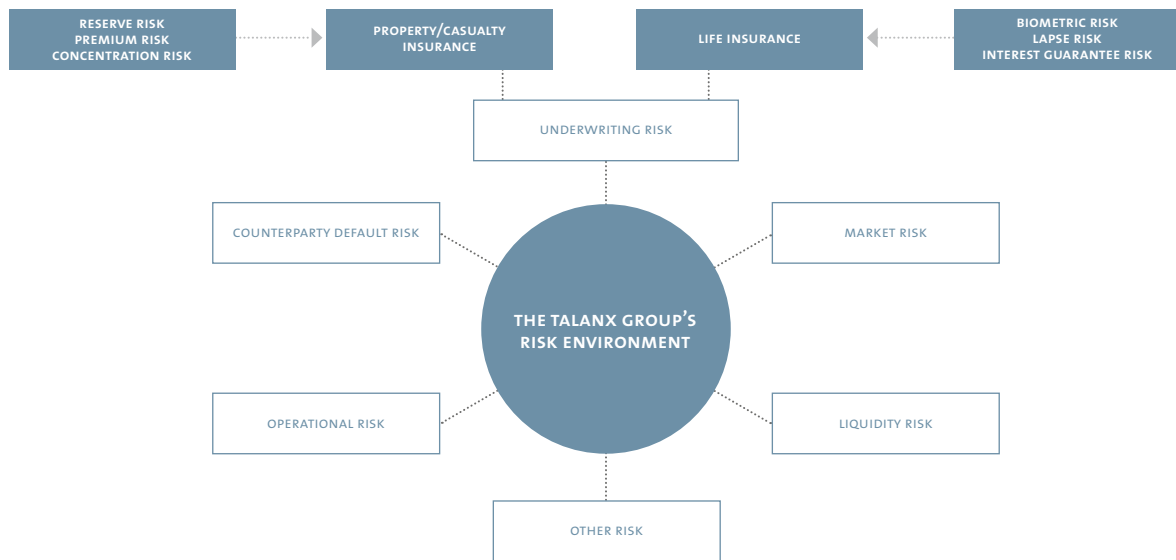 RESERVE RISK
PREMIUM RISK
CONCENTRATION RISK
PROPERTY/CASUALTY
INSURANCE
LIFE INSURANCE
BIOMETRIC RISK
LAPSE RISK
INTEREST GUARANTEE RISK
UNDERWRITING RISK
COUNTERPARTY DEFAULT RISK
MARKET RISK
THE TALANX GROUP’S
RISK ENVIRONMENT
OPERATIONAL RISK
LIQUIDITY RISK
OTHER RISK